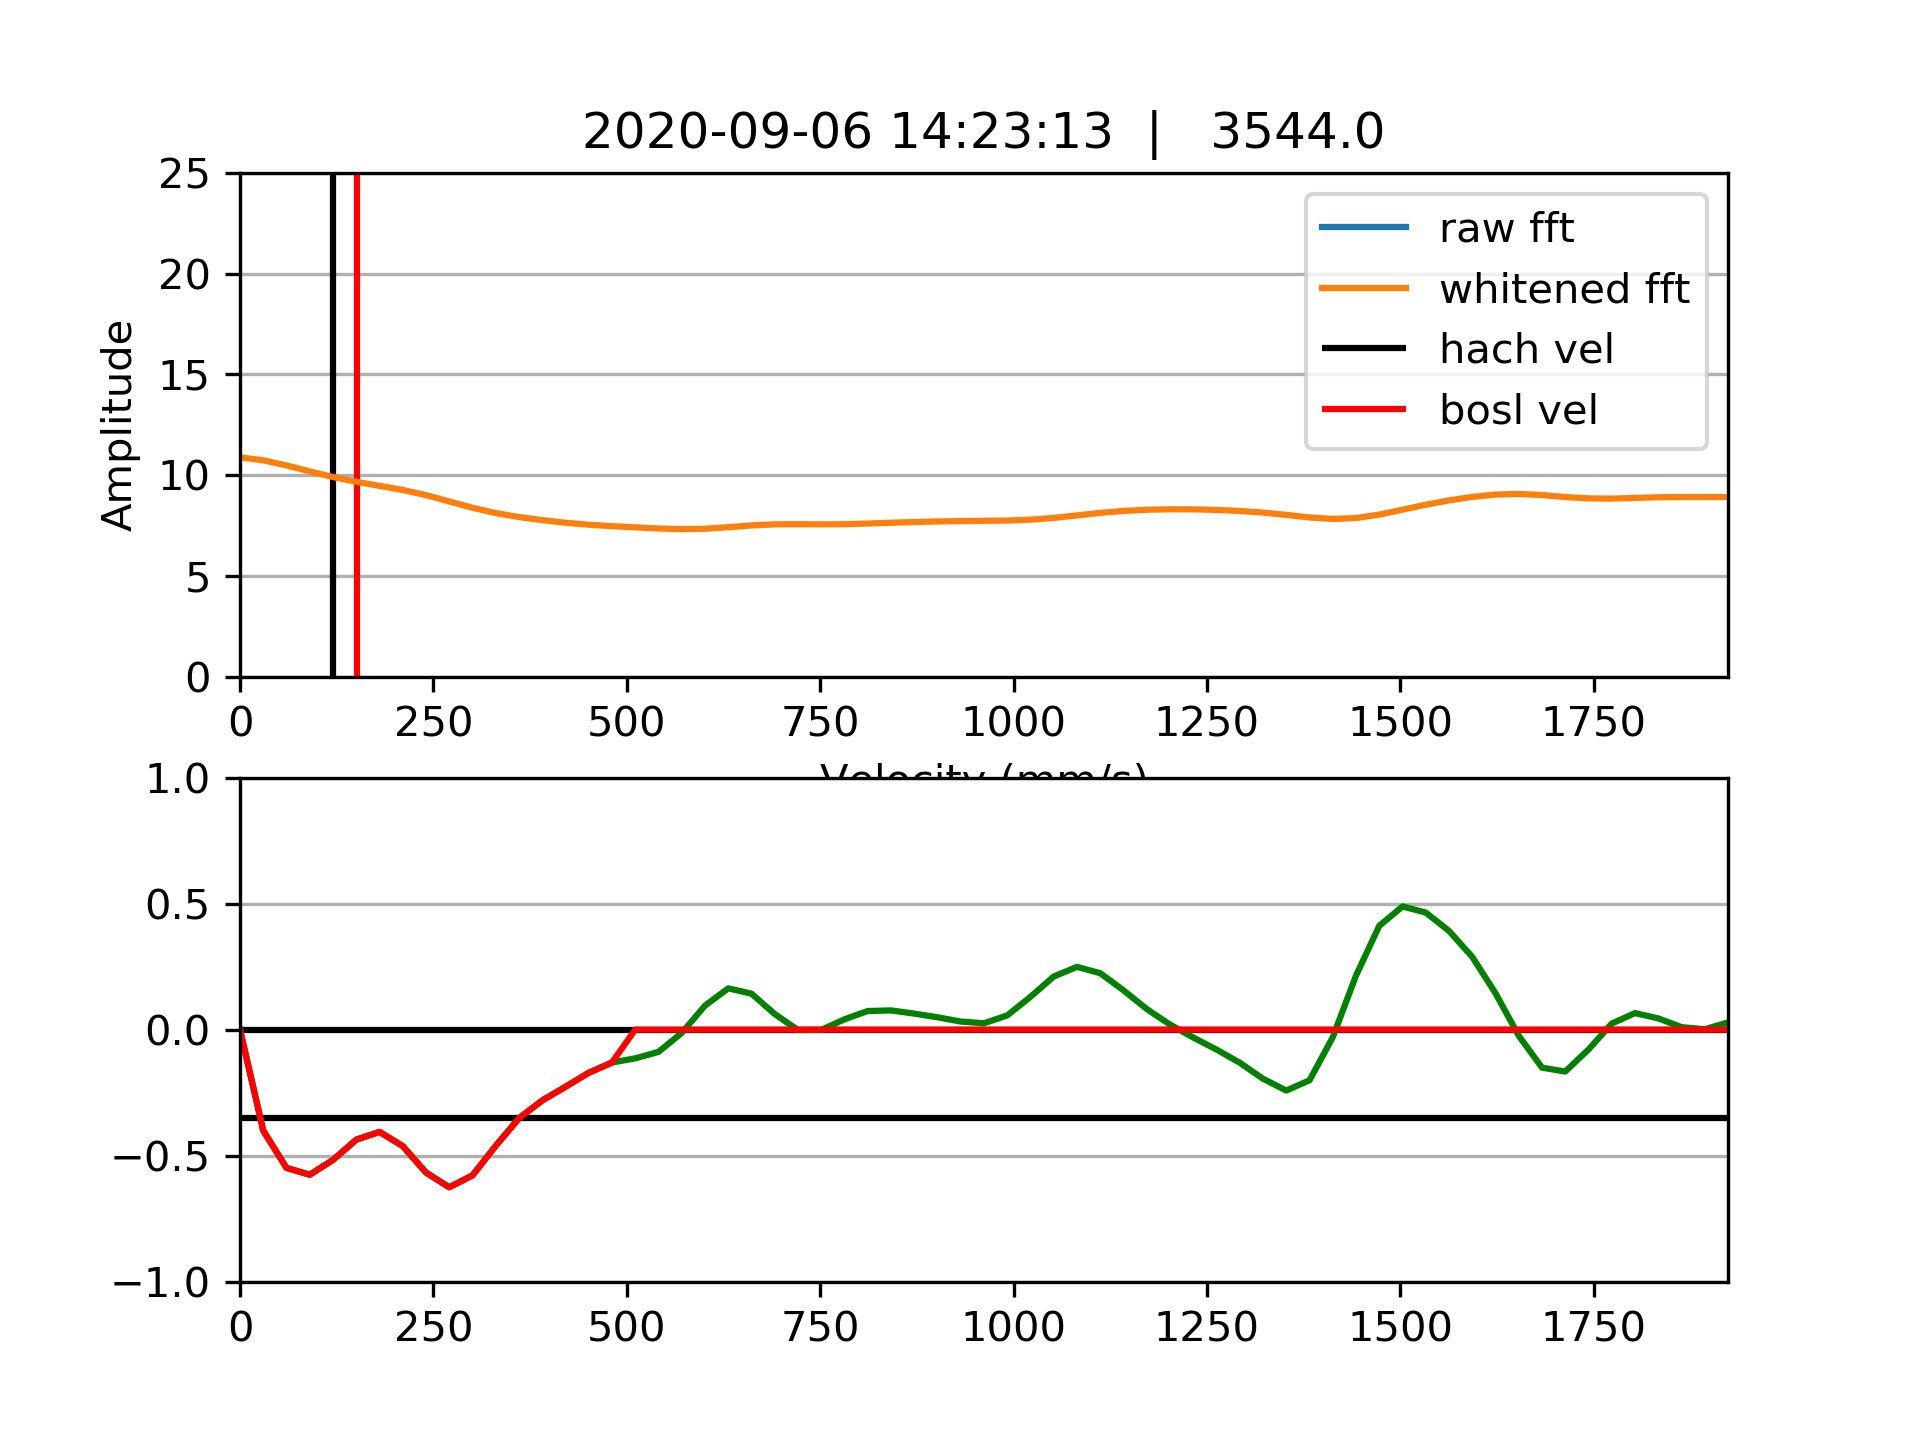 2020-09-06 14:23:13 | 3544.0
25
20
15
10
5
0
Amplitude
raw fft
whitened fft
hach vel
bosl vel
0 250 500 750 1000 1250 1500 1750
Velocity (mm/s)
1.0
0.5
0.0
−0.5
−1.0
0 250 500 750 1000 1250 1500 1750